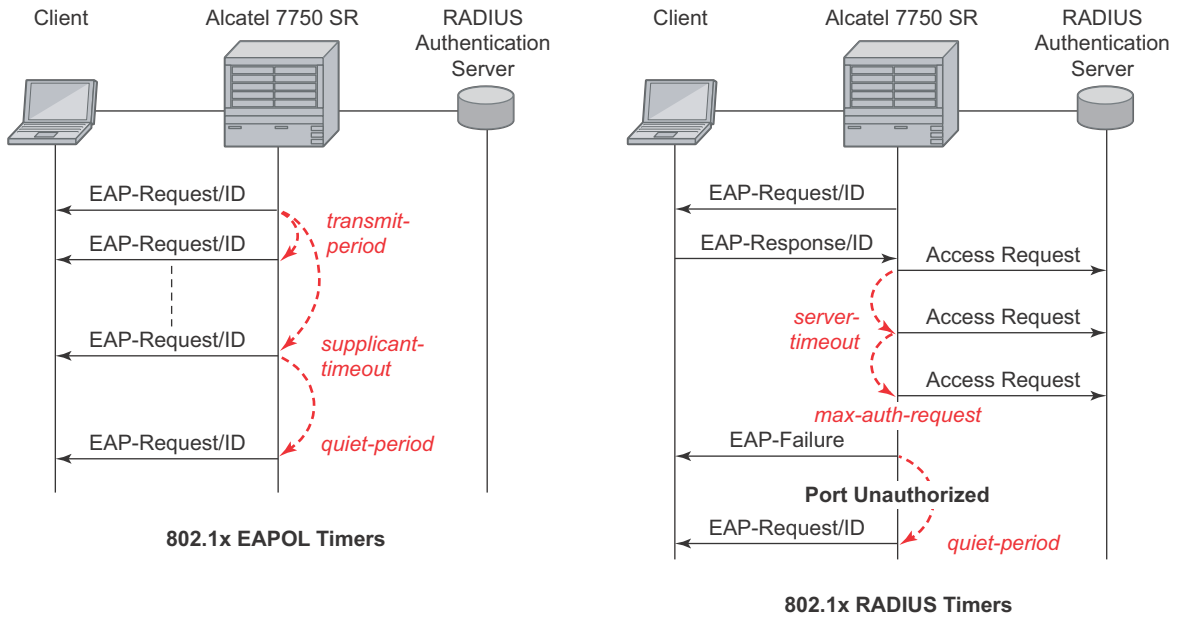 Client
Alcatel 7750 SR
RADIUS
Authentication
Server
EAP-Request/ID
transmit-
period
EAP-Request/ID
EAP-Request/ID
supplicant-
timeout
EAP-Request/ID
quiet-period
802.1x EAPOL Timers
Client
Alcatel 7750 SR
RADIUS
Authentication
Server
EAP-Request/ID
EAP-Response/ID
Access Request
server-
timeout
Access Request
Access Request
max-auth-request
EAP-Failure
Port Unauthorized
EAP-Request/ID
quiet-period
802.1x RADIUS Timers